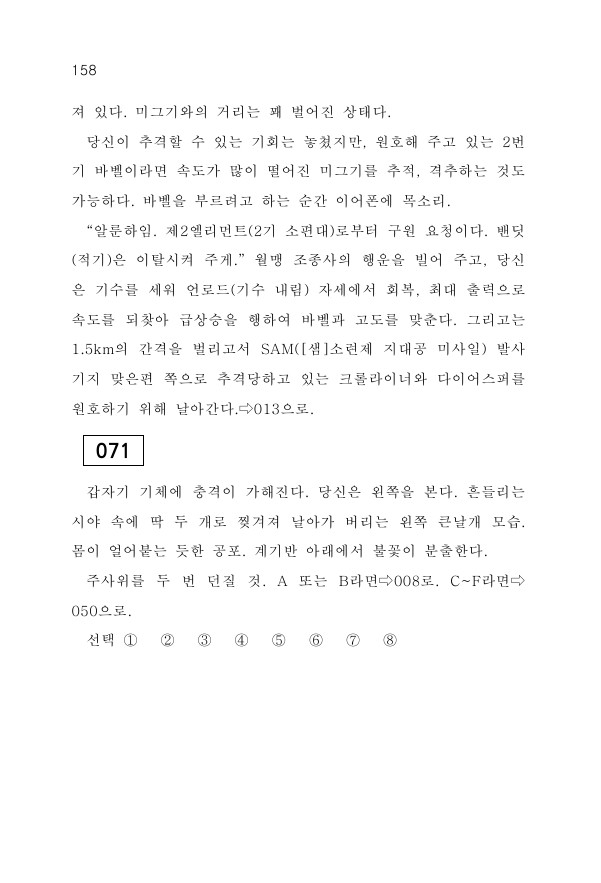 158
져 있다. 미그기와의 거리는 꽤 벌어진 상태다.
당신이 추격할 수 있는 기회는 놓쳤지만, 원호해 주고 있는 2번
기 바벨이라면 속도가 많이 떨어진 미그기를 추적, 격추하는 것도
가능하다. 바벨을 부르려고 하는 순간 이어폰에 목소리.
“알룬하임. 제2엘리먼트(2기 소편대)로부터 구원 요청이다. 밴딧
(적기)은 이탈시켜 주게.” 월맹 조종사의 행운을 빌어 주고, 당신
은 기수를 세워 언로드(기수 내림) 자세에서 회복, 최대 출력으로
속도를 되찾아 급상승을 행하여 바벨과 고도를 맞춘다. 그리고는
1.5km의 간격을 벌리고서 SAM([샘]소련제 지대공 미사일) 발사
기지 맞은편 쪽으로 추격당하고 있는 크롤라이너와 다이어스퍼를
원호하기 위해 날아간다.⇨013으로.
071
갑자기 기체에 충격이 가해진다. 당신은 왼쪽을 본다. 흔들리는
시야 속에 딱 두 개로 찢겨져 날아가 버리는 왼쪽 큰날개 모습.
몸이 얼어붙는 듯한 공포. 계기반 아래에서 불꽃이 분출한다.
주사위를 두 번 던질 것. A 또는 B라면⇨008로. C~F라면⇨
050으로.
선택 ① ② ③ ④ ⑤ ⑥ ⑦ ⑧